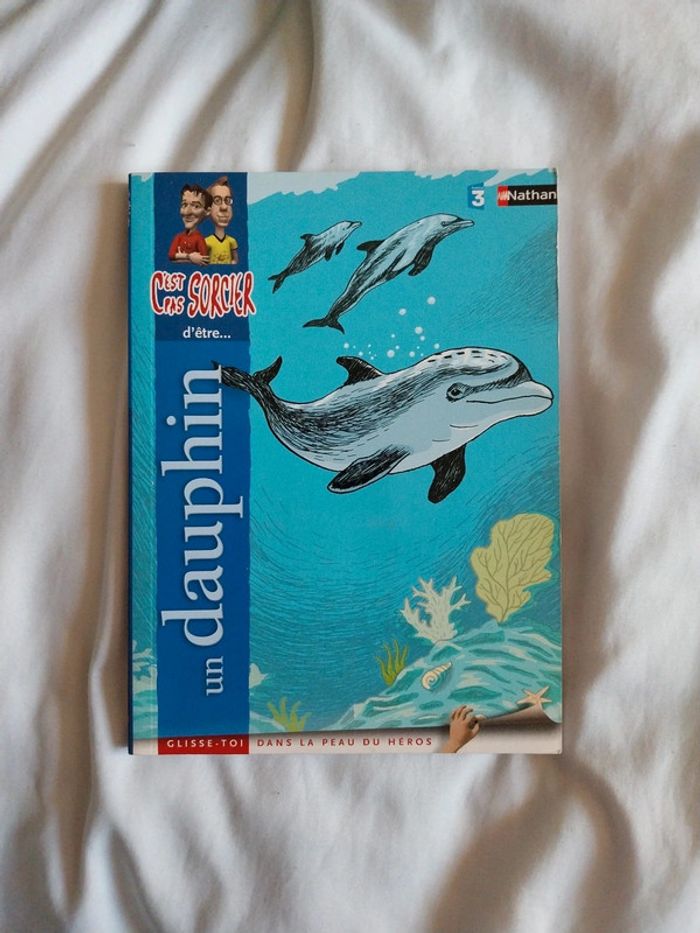 3 Nathan
C'EST
PAS SORCIER
d'être...
un dauphin
GLISSE-TOI DANS LA PEAU DU HÉROS